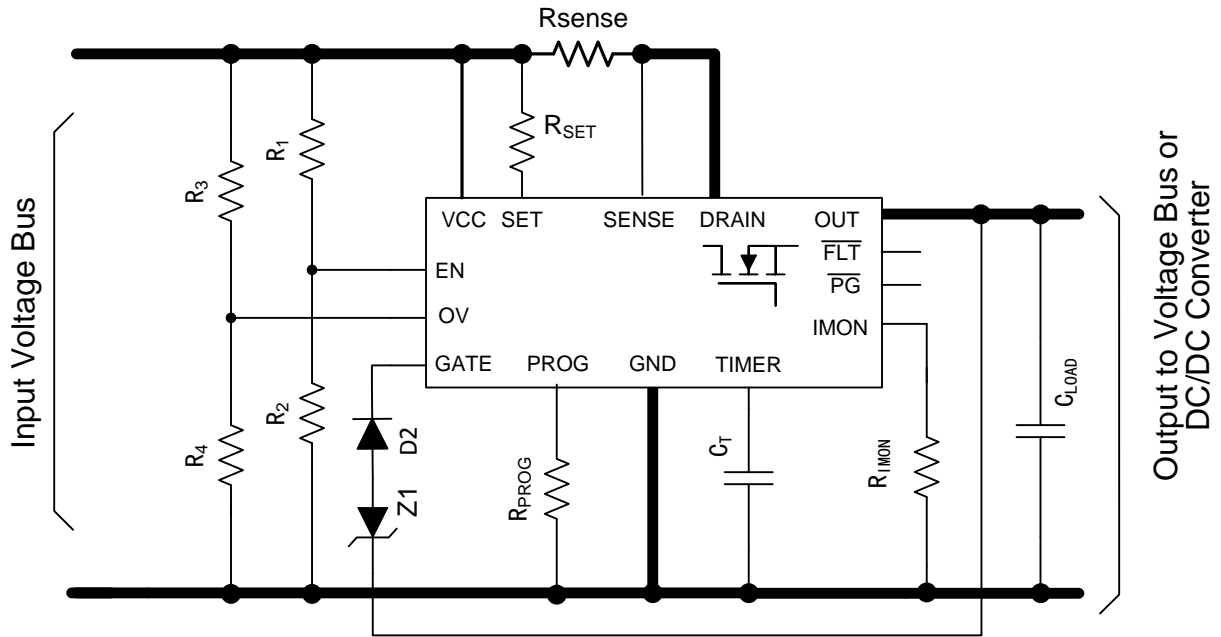 Rsense
RSET
R1
R3
VCC
SET
SENSE
DRAIN
OUT
FLT
PG
IMON
EN
OV
GATE
PROG
GND
TIMER
R2
R4
D2
Z1
RPROG
CT
RIMON
CLOAD
Input Voltage Bus
Output to Voltage Bus or
DC/DC Converter